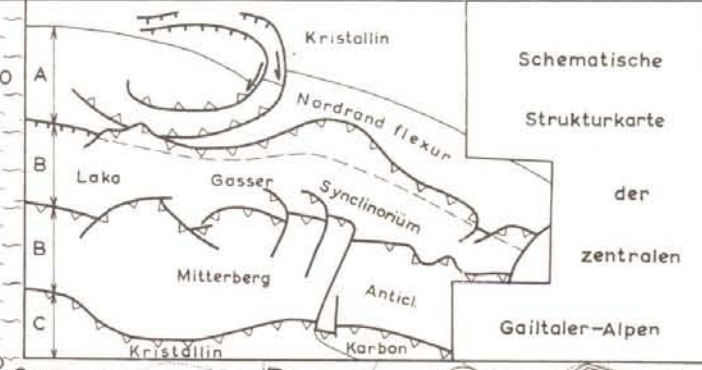 Kristallin
Schematische
A
Nordrand flexur
Strukturkarte
B
Laka
Gasser
Synclinorium
der
zentralen
B
Mitterberg
Anticl.
C
Gailtaler-Alpen
Kristallin
Karbon